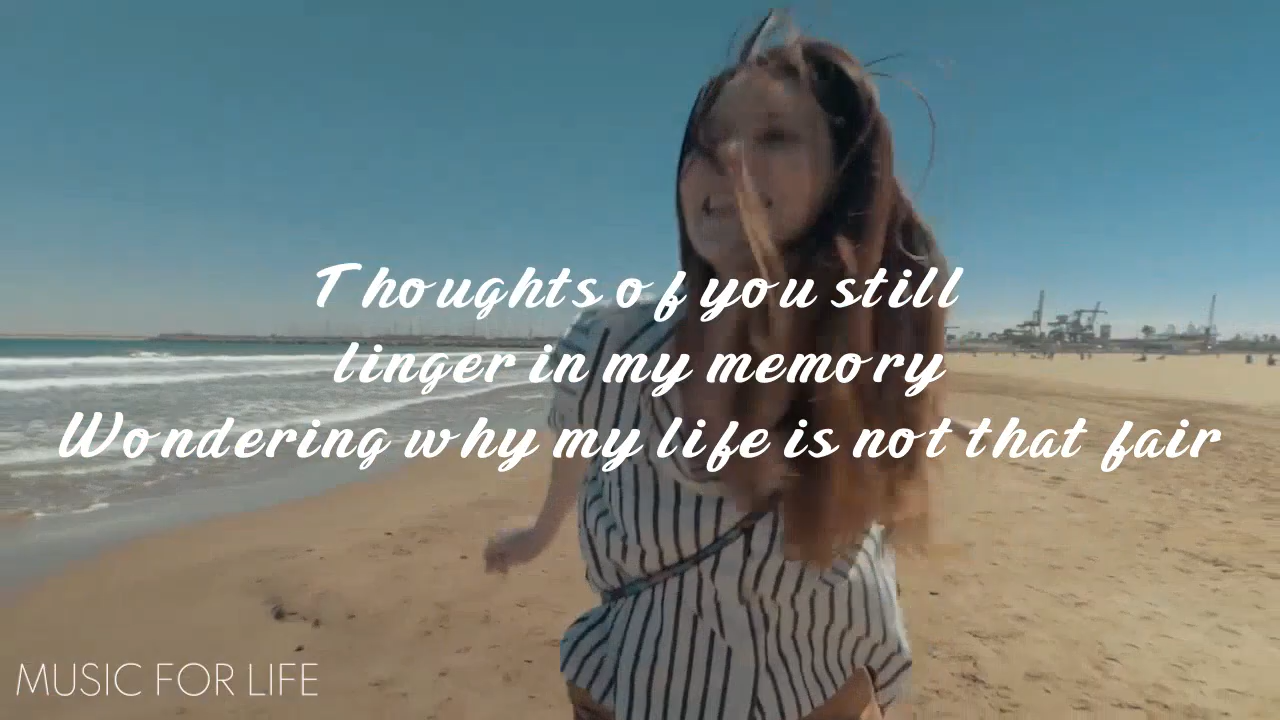 Thoughts of you still
linger in my memory
Wondering why my life is not that fair
MUSIC FOR LIFE